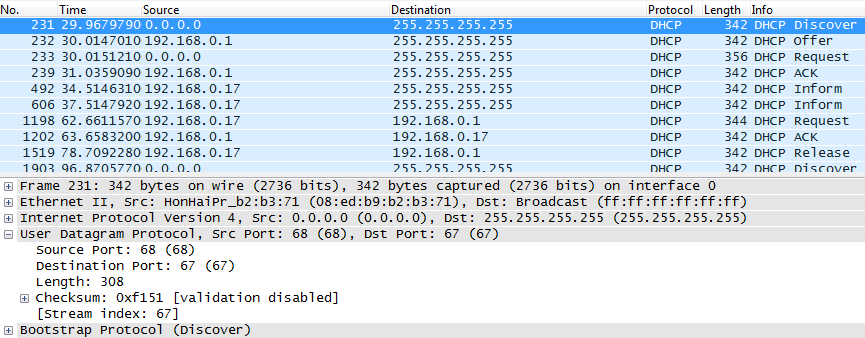 No. Time Source Destination Protocol Length Info
231 29.9679790 0.0.0.0 255.255.255.255 DHCP 342 DHCP Discover
232 30.0147010 192.168.0.1 255.255.255.255 DHCP 342 DHCP Offer
233 30.0151210 0.0.0.0 255.255.255.255 DHCP 356 DHCP Request
239 31.0359090 192.168.0.1 255.255.255.255 DHCP 342 DHCP ACK
492 34.5146310 192.168.0.17 255.255.255.255 DHCP 342 DHCP Inform
606 37.5147920 192.168.0.17 255.255.255.255 DHCP 342 DHCP Inform
1198 62.6611570 192.168.0.17 192.168.0.1 DHCP 344 DHCP Request
1202 63.6583200 192.168.0.1 192.168.0.17 DHCP 342 DHCP ACK
1519 78.7092280 192.168.0.17 192.168.0.1 DHCP 342 DHCP Release
1903 96.8705770 0.0.0.0 255.255.255.255 DHCP 342 DHCP Discover
Frame 231: 342 bytes on wire (2736 bits), 342 bytes captured (2736 bits) on interface 0
Ethernet II, Src: HonHaiPr_b2:b3:71 (08:ed:b9:b2:b3:71), Dst: Broadcast (ff:ff:ff:ff:ff:ff)
Internet Protocol Version 4, Src: 0.0.0.0 (0.0.0.0), Dst: 255.255.255.255 (255.255.255.255)
User Datagram Protocol, Src Port: 68 (68), Dst Port: 67 (67)
Source Port: 68 (68)
Destination Port: 67 (67)
Length: 308
Checksum: 0xf151 [validation disabled]
[Stream index: 67]
Bootstrap Protocol (Discover)